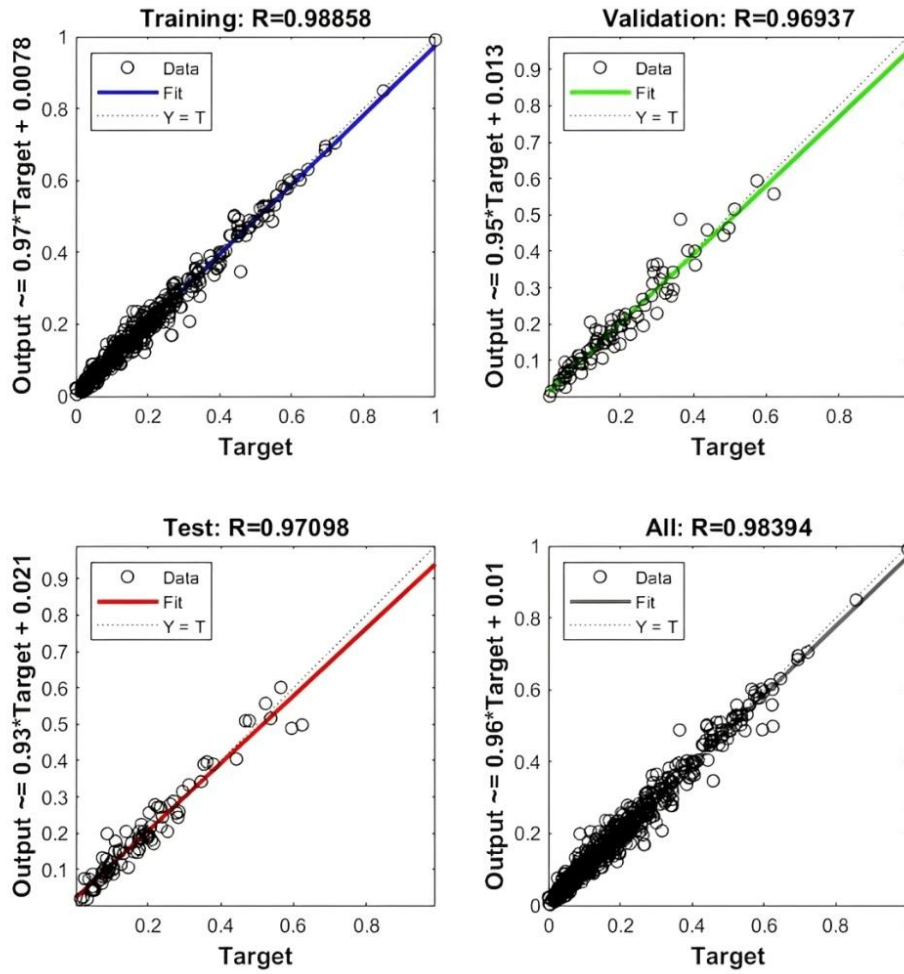 Training: R=0.98858
Output ~= 0.97*Target + 0.0078
1
0.8
0.6
0.4
0.2
0
Data
Fit
Y = T
0 0.2 0.4 0.6 0.8 1
Target
Validation: R=0.96937
Output ~= 0.95*Target + 0.013
0.9
0.8
0.7
0.6
0.5
0.4
0.3
0.2
0.1
Data
Fit
Y = T
0.2 0.4 0.6 0.8
Target
Test: R=0.97098
Output ~= 0.93*Target + 0.021
0.9
0.8
0.7
0.6
0.5
0.4
0.3
0.2
0.1
Data
Fit
Y = T
0.2 0.4 0.6 0.8
Target
All: R=0.98394
Output ~= 0.96*Target + 0.01
1
0.8
0.6
0.4
0.2
0
Data
Fit
Y = T
0 0.2 0.4 0.6 0.8
Target